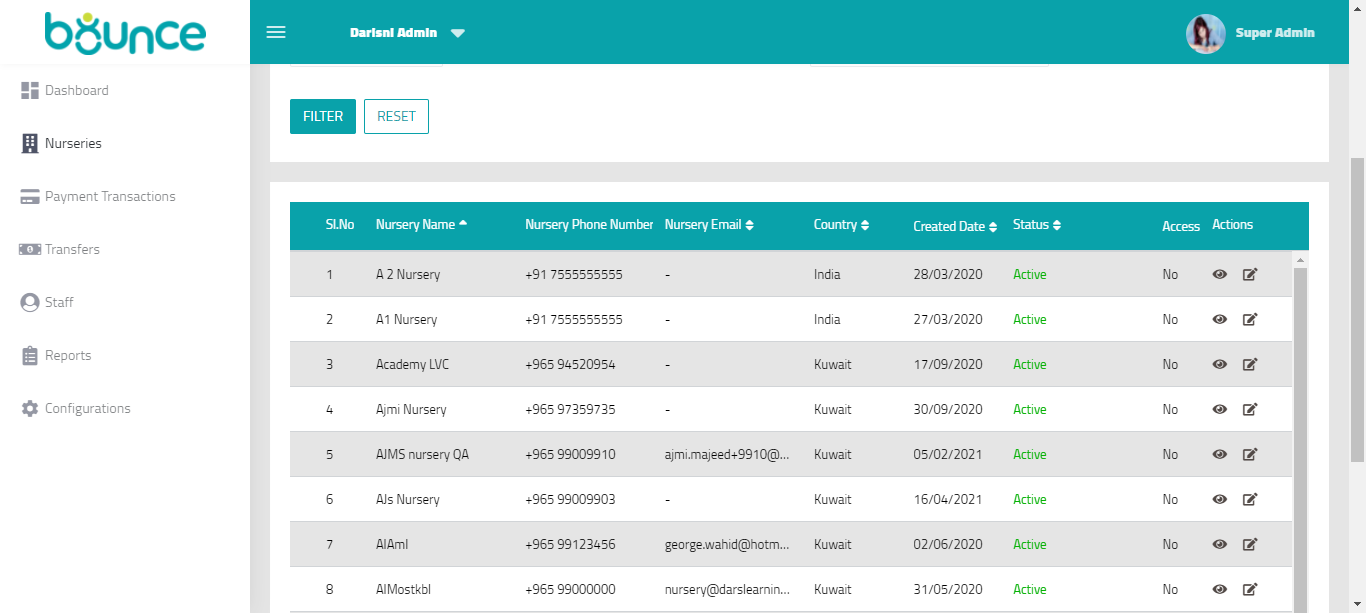 bounce
Darisni Admin
Super Admin
Dashboard
Nurseries
Payment Transactions
Transfers
Staff
Reports
Configurations
FILTER RESET
Sl.No Nursery Name Nursery Phone Number Nursery Email Country Created Date Status Access Actions
1 A 2 Nursery +91 7555555555 - India 28/03/2020 Active No
2 A1 Nursery +91 7555555555 - India 27/03/2020 Active No
3 Academy LVC +965 94520954 - Kuwait 17/09/2020 Active No
4 Ajmi Nursery +965 97359735 - Kuwait 30/09/2020 Active No
5 AJMS nursery QA +965 99009910 ajmi.majeed+9910@... Kuwait 05/02/2021 Active No
6 AJs Nursery +965 99009903 - Kuwait 16/04/2021 Active No
7 AlAml +965 99123456 george.wahid@hotm... Kuwait 02/06/2020 Active No
8 AlMostkbl +965 99000000 nursery@darslearnin... Kuwait 31/05/2020 Active No